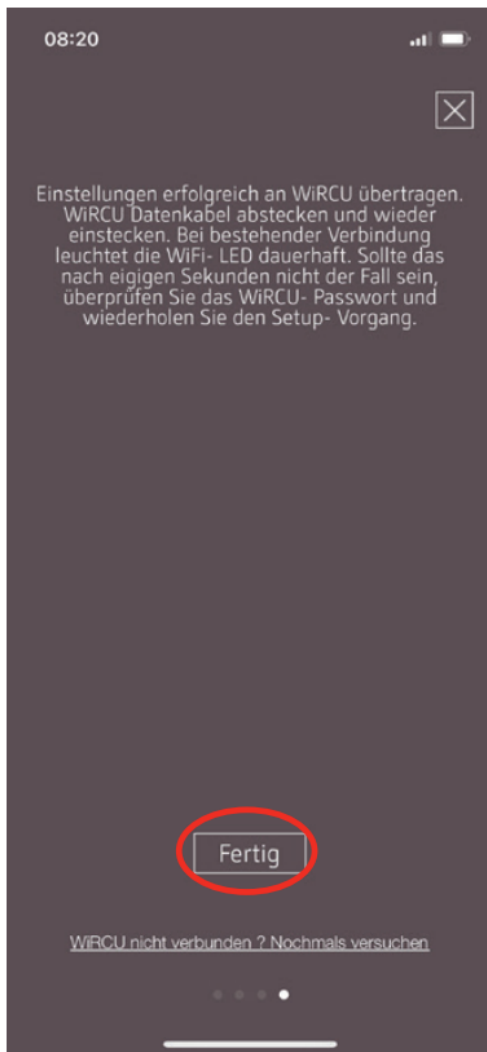 08:20
Einstellungen erfolgreich an WiRCU übertragen.
WiRCU Datenkabel abstecken und wieder
einstecken. Bei bestehender Verbindung
leuchtet die WiFi- LED dauerhaft. Sollte das
nach eigigen Sekunden nicht der Fall sein,
überprüfen Sie das WiRCU- Passwort und
wiederholen Sie den Setup- Vorgang.
Fertig
WiRCU nicht verbunden ? Nochmals versuchen